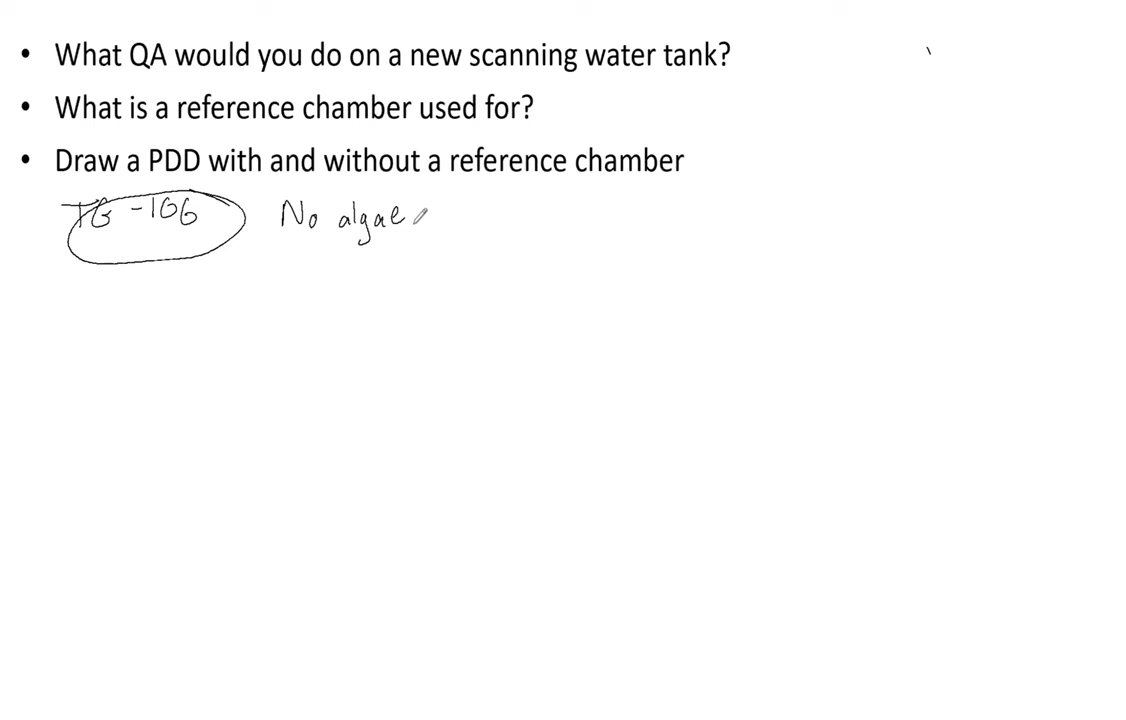 • What QA would you do on a new scanning water tank?
• What is a reference chamber used for?
• Draw a PDD with and without a reference chamber
TG-106 No algae